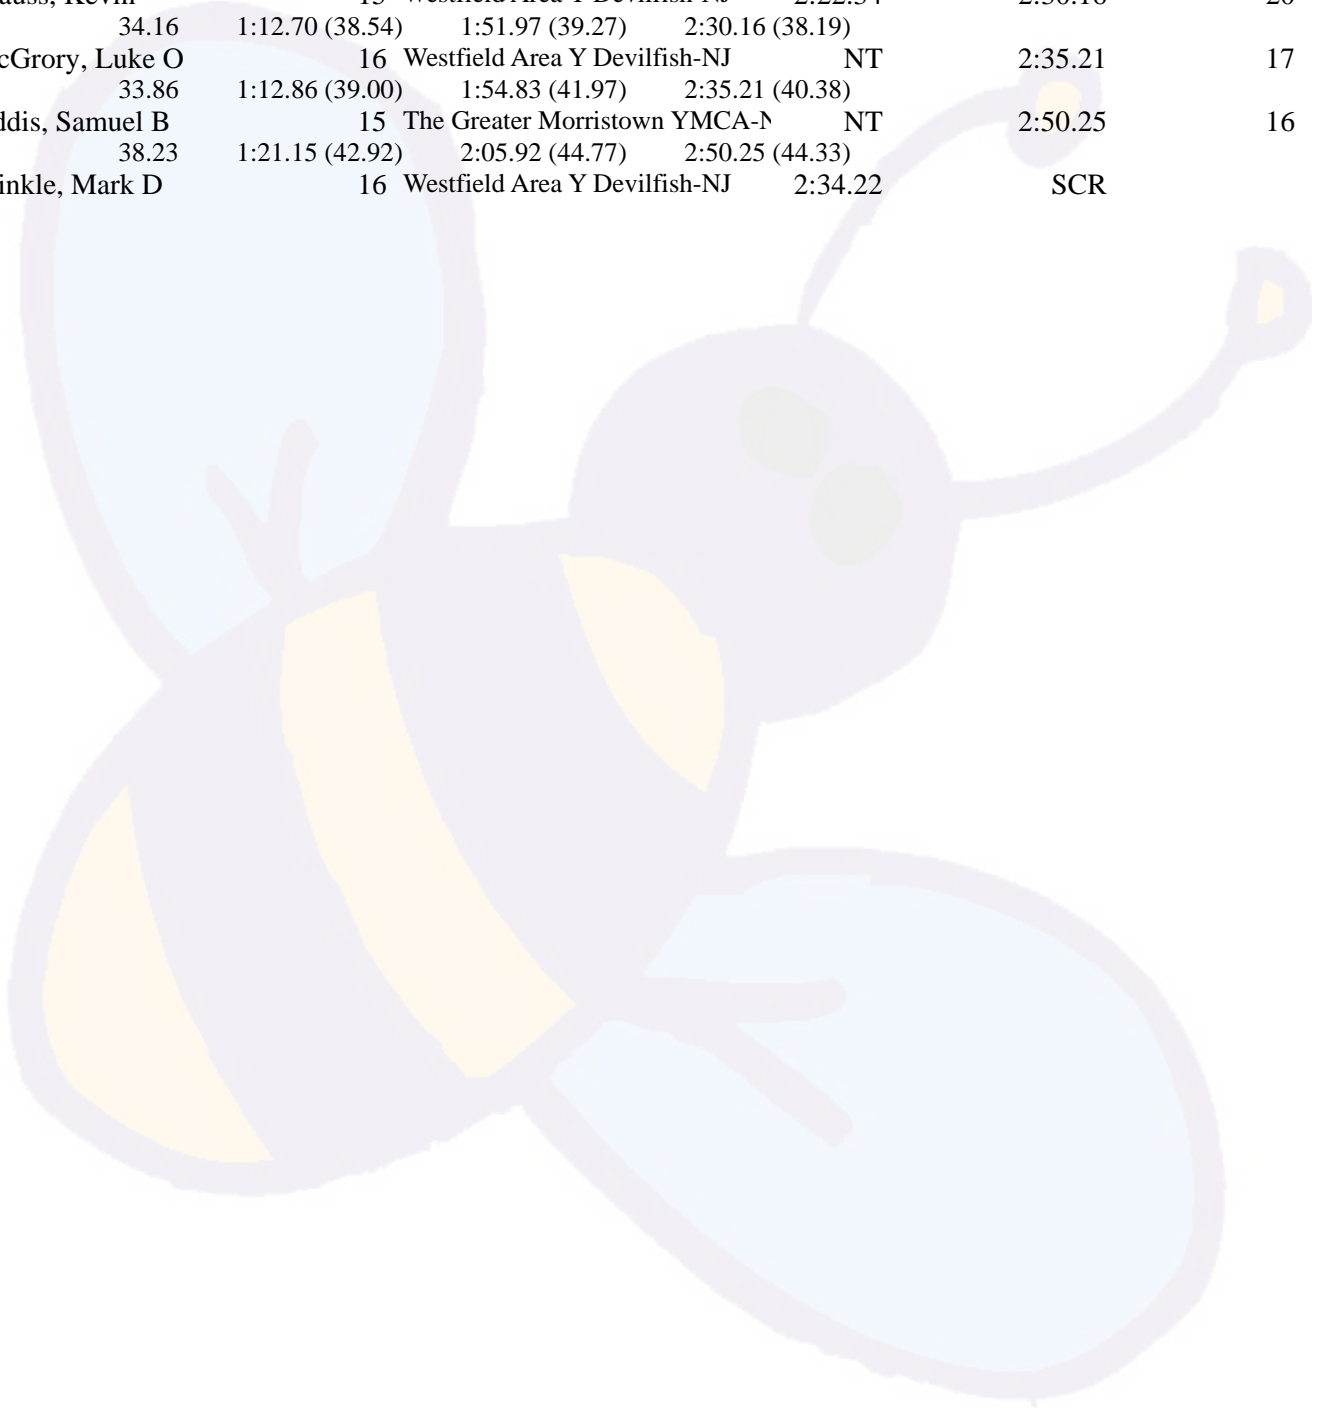 Kevin
34.16 1:12.70 (38.54) 1:51.97 (39.27) 2:30.16 (38.19)
cGrory, Luke O 16 Westfield Area Y Devilfish-NJ NT 2:35.21 17
33.86 1:12.86 (39.00) 1:54.83 (41.97) 2:35.21 (40.38)
ddis, Samuel B 15 The Greater Morristown YMCA-N NT 2:50.25 16
38.23 1:21.15 (42.92) 2:05.92 (44.77) 2:50.25 (44.33)
inkle, Mark D 16 Westfield Area Y Devilfish-NJ 2:34.22 SCR